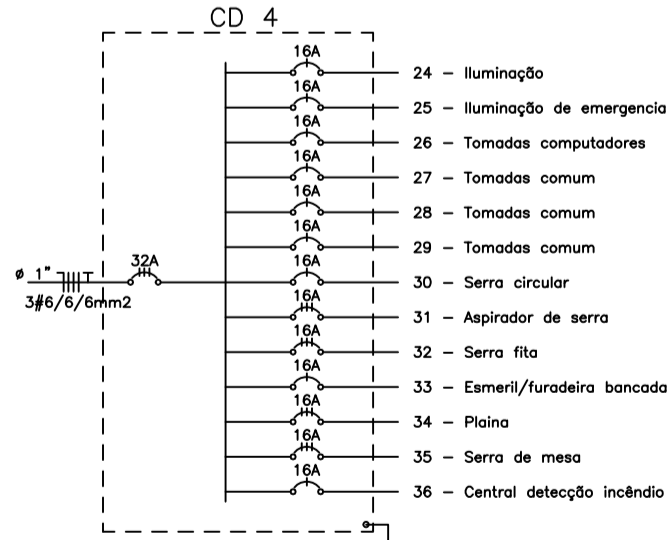 CD 4
16A
24 – Iluminação
16A
25 – Iluminação de emergencia
16A
26 – Tomadas computadores
16A
27 – Tomadas comum
16A
28 – Tomadas comum
16A
29 – Tomadas comum
ø 1"
32A
3#6/6/6mm2
16A
30 – Serra circular
16A
31 – Aspirador de serra
16A
32 – Serra fita
16A
33 – Esmeril/furadeira bancada
16A
34 – Plaina
16A
35 – Serra de mesa
16A
36 – Central detecção incêndio